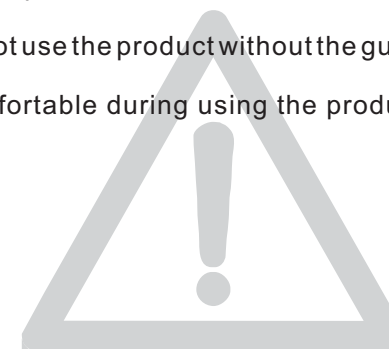 ot use the product without the gu
fortable during using the produ